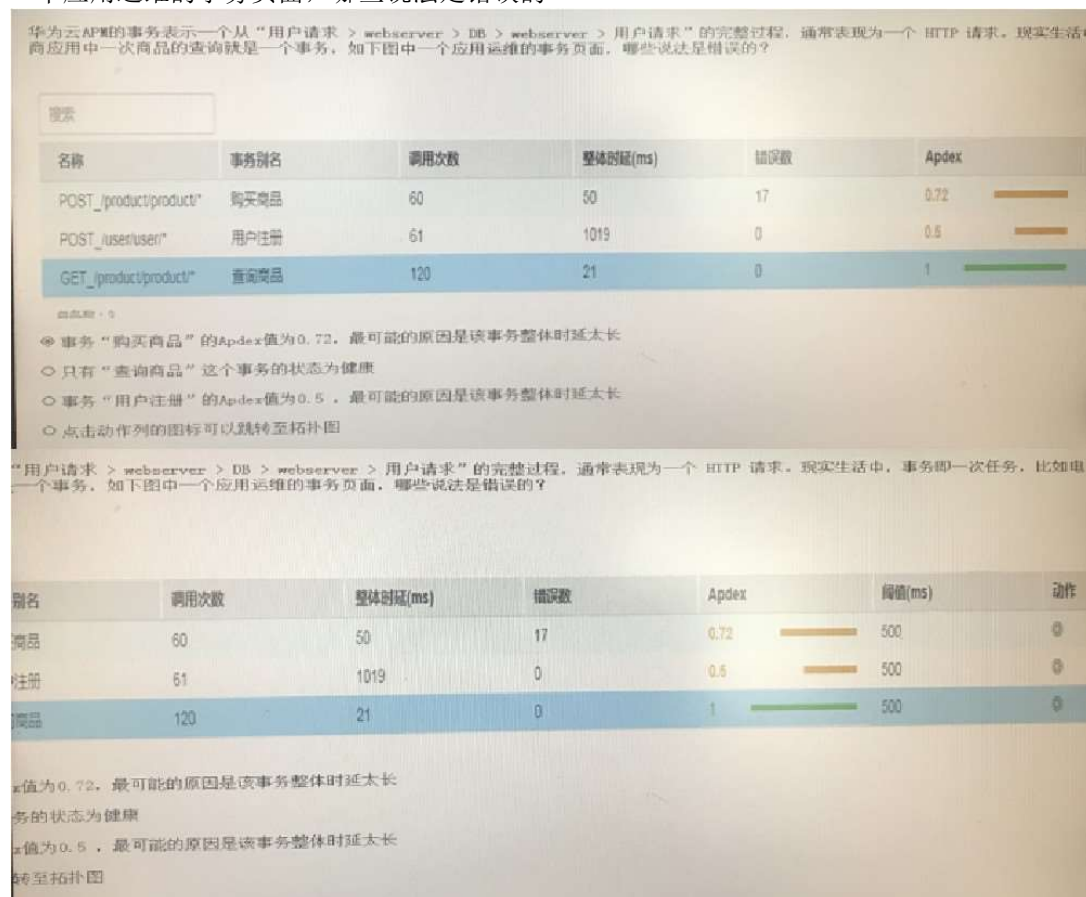 华为云APM的事务表示一个从“用户请求 > webserver > DB > webserver > 用户请求”的完整过程，通常表现为一个 HTTP 请求。现实生活
商应用中一次商品的查询就是一个事务，如下图中一个应用运维的事务页面，哪些说法是错误的？
搜索
名称 事务别名 调用次数 整体时延(ms) 错误数 Apdex
POST_/product/product/* 购买商品 60 50 17 0.72
POST_/user/user/* 用户注册 61 1019 0 0.5
GET_/product/product/* 查询商品 120 21 0 1
事务“购买商品”的Apdex值为0.72，最可能的原因是该事务整体时延太长
只有“查询商品”这个事务的状态为健康
事务“用户注册”的Apdex值为0.5 ，最可能的原因是该事务整体时延太长
点击动作列的图标可以跳转至拓扑图
“用户请求 > webserver > DB > webserver > 用户请求”的完整过程，通常表现为一个 HTTP 请求。现实生活中，事务即一次任务，比如电
一个事务，如下图中一个应用运维的事务页面，哪些说法是错误的？
别名 调用次数 整体时延(ms) 错误数 Apdex 阈值(ms) 动作
商品 60 50 17 0.72 500
注册 61 1019 0 0.5 500
商品 120 21 0 1 500
x值为0.72，最可能的原因是该事务整体时延太长
务的状态为健康
x值为0.5 ，最可能的原因是该事务整体时延太长
转至拓扑图